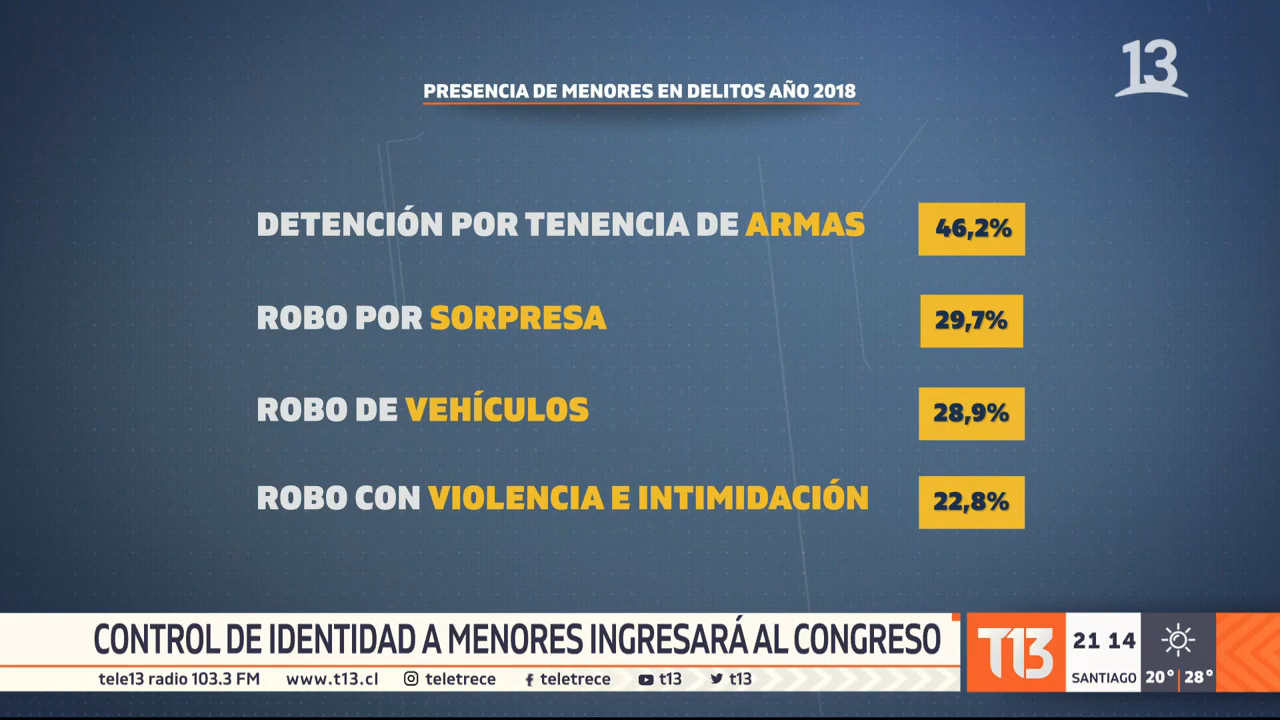 13
PRESENCIA DE MENORES EN DELITOS AÑO 2018
DETENCIÓN POR TENENCIA DE ARMAS 46,2%
ROBO POR SORPRESA 29,7%
ROBO DE VEHÍCULOS 28,9%
ROBO CON VIOLENCIA E INTIMIDACIÓN 22,8%
CONTROL DE IDENTIDAD A MENORES INGRESARÁ AL CONGRESO
tele13 radio 103.3 FM www.t13.cl teletrece teletrece t13 t13
T13
21 14
SANTIAGO 20° 28°